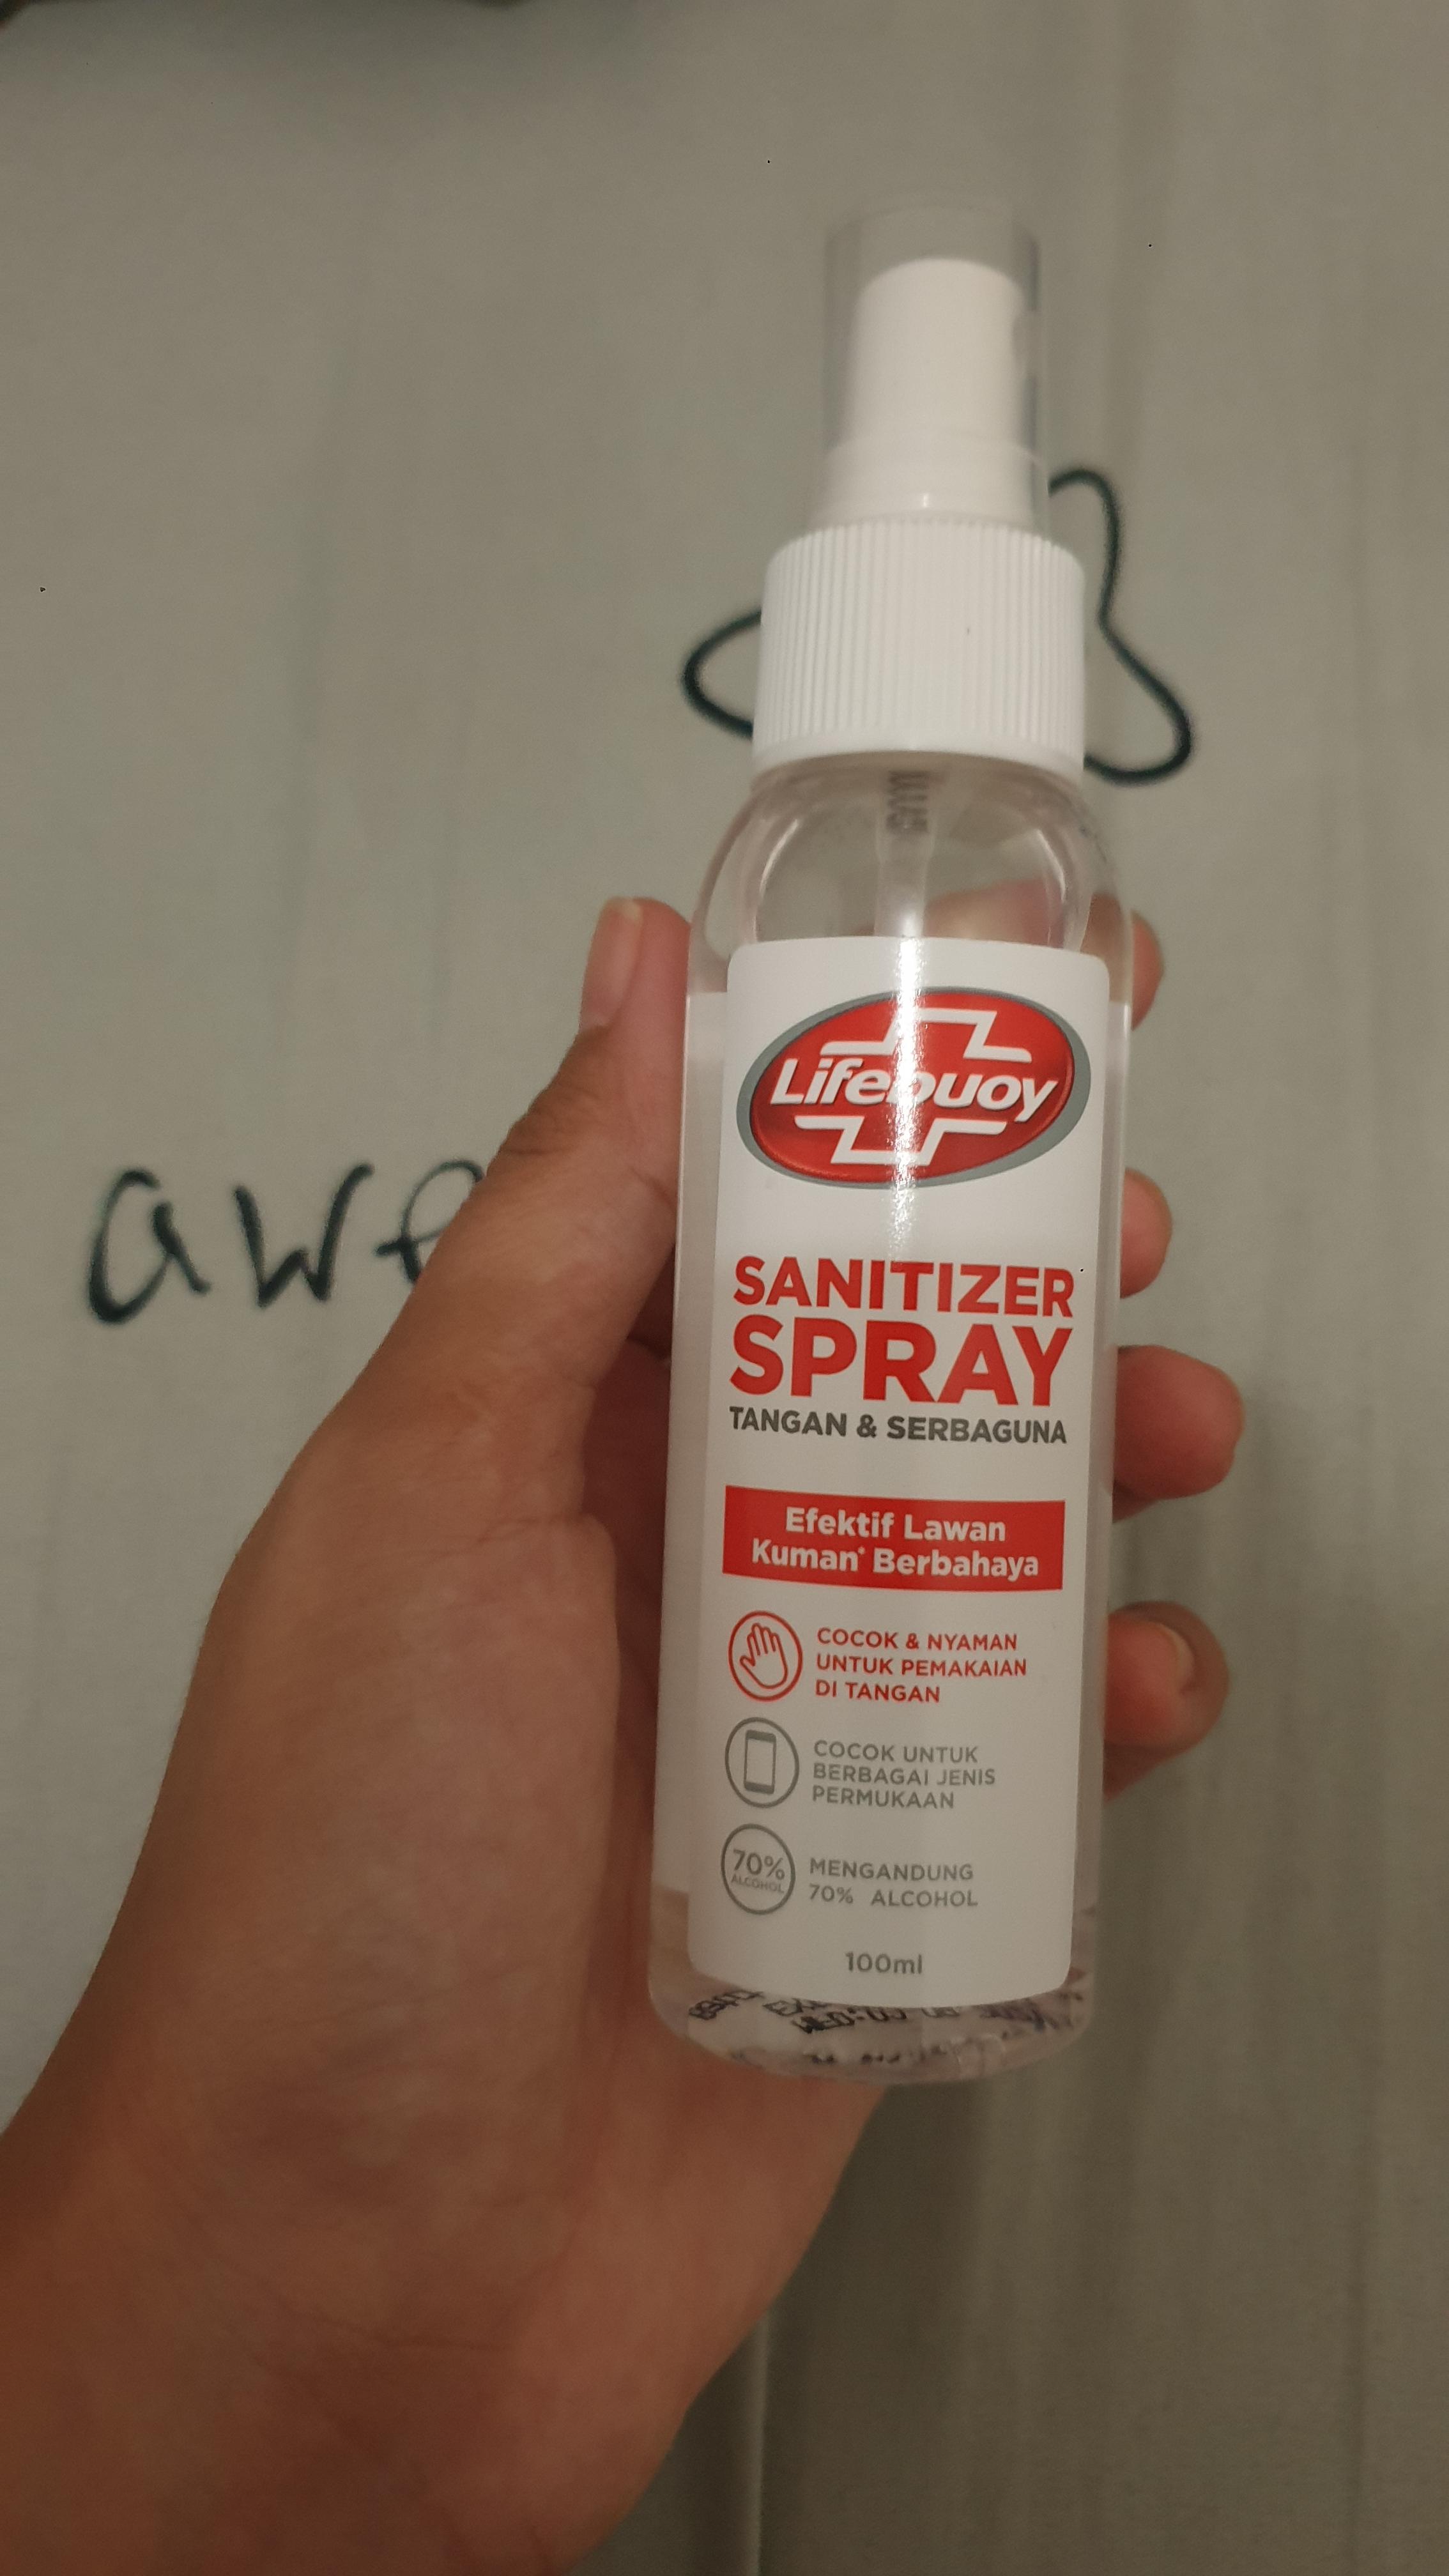 Lifebuoy
SANITIZER
SPRAY
TANGAN & SERBAGUNA
Efektif Lawan
Kuman* Berbahaya
COCOK & NYAMAN
UNTUK PEMAKAIAN
DI TANGAN
COCOK UNTUK
BERBAGAI JENIS
PERMUKAAN
70%
ALCOHOL
MENGANDUNG
70% ALCOHOL
100ml
awe